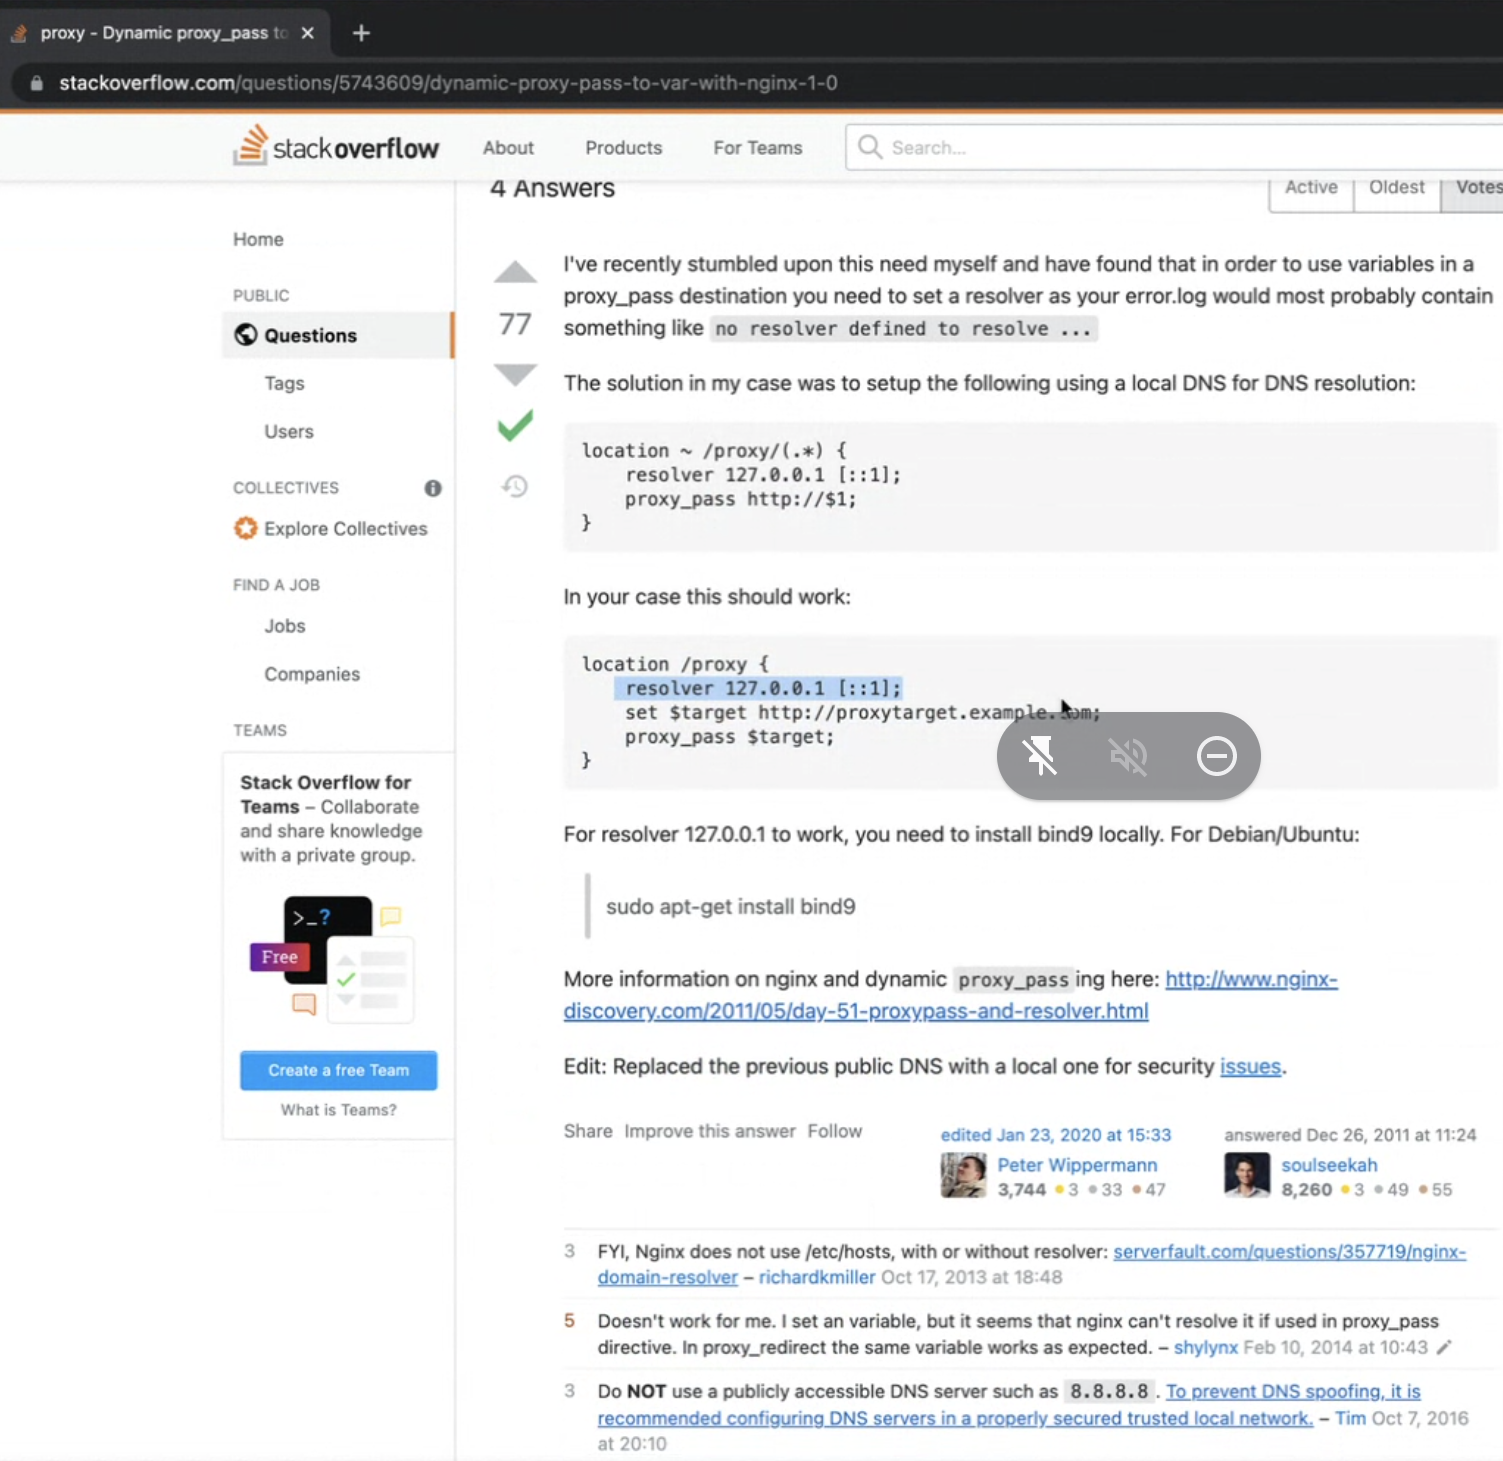 proxy - Dynamic proxy_pass to
stackoverflow.com/questions/5743609/dynamic-proxy-pass-to-var-with-nginx-1-0
stackoverflow About Products For Teams Search...
4 Answers Active Oldest Votes
Home
PUBLIC
Questions
Tags
Users
COLLECTIVES
Explore Collectives
FIND A JOB
Jobs
Companies
TEAMS
Stack Overflow for
Teams – Collaborate
and share knowledge
with a private group.
>_?
Free
Create a free Team
What is Teams?
77
I've recently stumbled upon this need myself and have found that in order to use variables in a
proxy_pass destination you need to set a resolver as your error.log would most probably contain
something like no resolver defined to resolve ...
The solution in my case was to setup the following using a local DNS for DNS resolution:
location ~ /proxy/(.*) {
resolver 127.0.0.1 [::1];
proxy_pass http://$1;
}
In your case this should work:
location /proxy {
resolver 127.0.0.1 [::1];
set $target http://proxytarget.example.com;
proxy_pass $target;
}
For resolver 127.0.0.1 to work, you need to install bind9 locally. For Debian/Ubuntu:
sudo apt-get install bind9
More information on nginx and dynamic proxy_pass ing here: http://www.nginx-
discovery.com/2011/05/day-51-proxypass-and-resolver.html
Edit: Replaced the previous public DNS with a local one for security issues.
Share Improve this answer Follow
edited Jan 23, 2020 at 15:33
Peter Wippermann
3,744 3 33 47
answered Dec 26, 2011 at 11:24
soulseekah
8,260 3 49 55
3 FYI, Nginx does not use /etc/hosts, with or without resolver: serverfault.com/questions/357719/nginx-
domain-resolver – richardkmiller Oct 17, 2013 at 18:48
5 Doesn't work for me. I set an variable, but it seems that nginx can't resolve it if used in proxy_pass
directive. In proxy_redirect the same variable works as expected. – shylynx Feb 10, 2014 at 10:43
3 Do NOT use a publicly accessible DNS server such as 8.8.8.8 . To prevent DNS spoofing, it is
recommended configuring DNS servers in a properly secured trusted local network. – Tim Oct 7, 2016
at 20:10